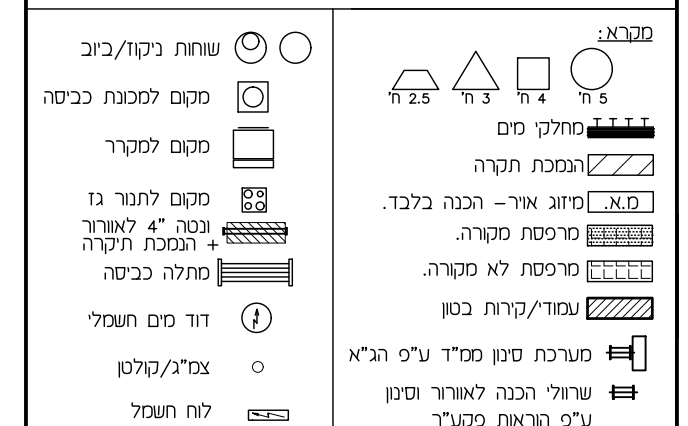 מקרא:
5 ח'
4 ח'
3 ח'
2.5 ח'
מחלקי מים
הנמכת תקרה
מ.א. מיזוג אויר– הכנה בלבד.
מרפסת מקורה.
מרפסת לא מקורה.
עמודי/קירות בטון
מערכת סינון ממ"ד ע"פ הג"א
שרוולי הכנה לאוורור וסינון
ע"פ הוראות פקע"ר
שוחות ניקוז/ביוב
מקום למכונת כביסה
מקום למקרר
מקום לתנור גז
ונטה "4 לאוורור
+ הנמכת תיקרה
מתלה כביסה
דוד מים חשמלי
צמ"ג/קולטן
לוח חשמל